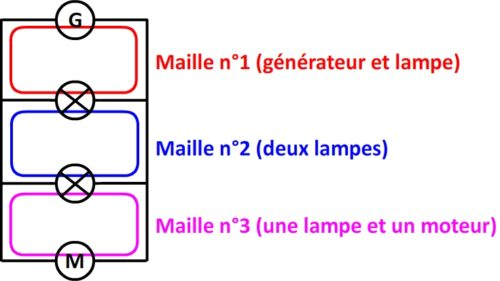 G
Maille n°1 (générateur et lampe)
Maille n°2 (deux lampes)
Maille n°3 (une lampe et un moteur)
M